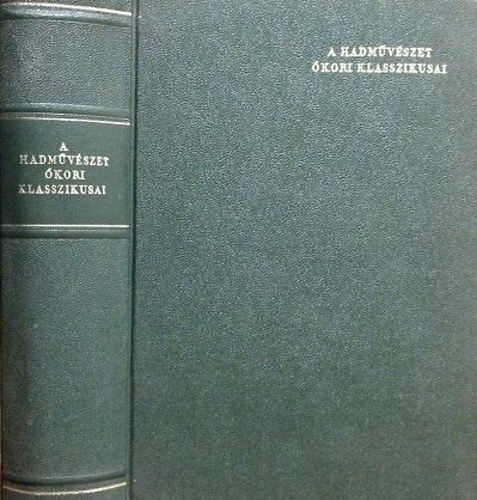 A
HADMŰVÉSZET
ÓKORI
KLASSZIKUSAI
A HADMŰVÉSZET
ÓKORI KLASSZIKUSAI